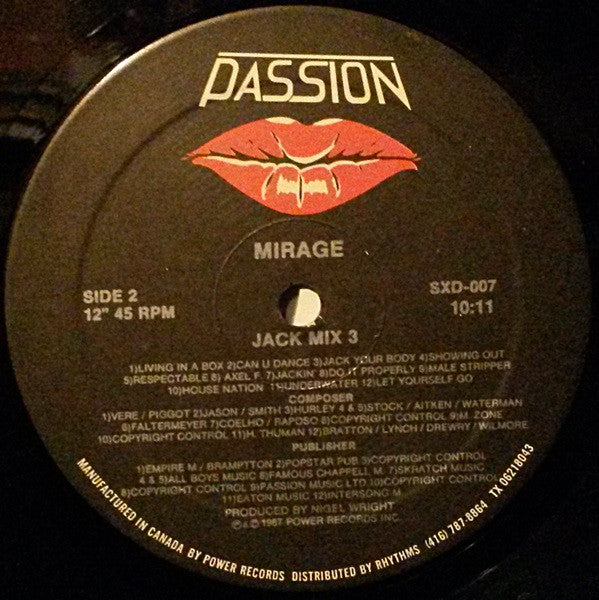 PASSION
MIRAGE
SIDE 2
12" 45 RPM
SXD-007
10:11
JACK MIX 3
1)LIVING IN A BOX 2)CAN U DANCE 3)JACK YOUR BODY 4)SHOWING OUT
5)RESPECTABLE 6) AXEL F. 7)JACKIN' 8)DO IT PROPERLY 9)MALE STRIPPER
10)HOUSE NATION 11)UNDERWATER 12)LET YOURSELF GO
COMPOSER
1)VERE / PIGGOT 2)JASON / SMITH 3)HURLEY 4 & 5)STOCK / AITKEN / WATERMAN
6)FALTERMEYER 7)COELHO / RAPOSO 8)COPYRIGHT CONTROL 9)M. ZONE
10)COPYRIGHT CONTROL 11)H. THUMAN 12)BRATTON / LYNCH / DREWRY / WILMORE
PUBLISHER
1)EMPIRE M / BRAMPTYTON 2)POPSTAR PUB 3)COPYRIGHT CONTROL
4 & 5)ALL BOYS MUSIC 6)FAMOUS CHAPPELL M. 7)SKRATCH MUSIC
8)COPYRIGHT CONTROL 9)PASSION MUSIC LTD 10)COPYRIGHT CONTROL
11)EATON MUSIC 12)INTERSONG M
PRODUCED BY NIGEL WRIGHT
℗&© 1987 POWER RECORDS INC.
MANUFACTURED IN CANADA BY POWER RECORDS DISTRIBUTED BY RHYTHMS (416) 787-8864 TX 06218043